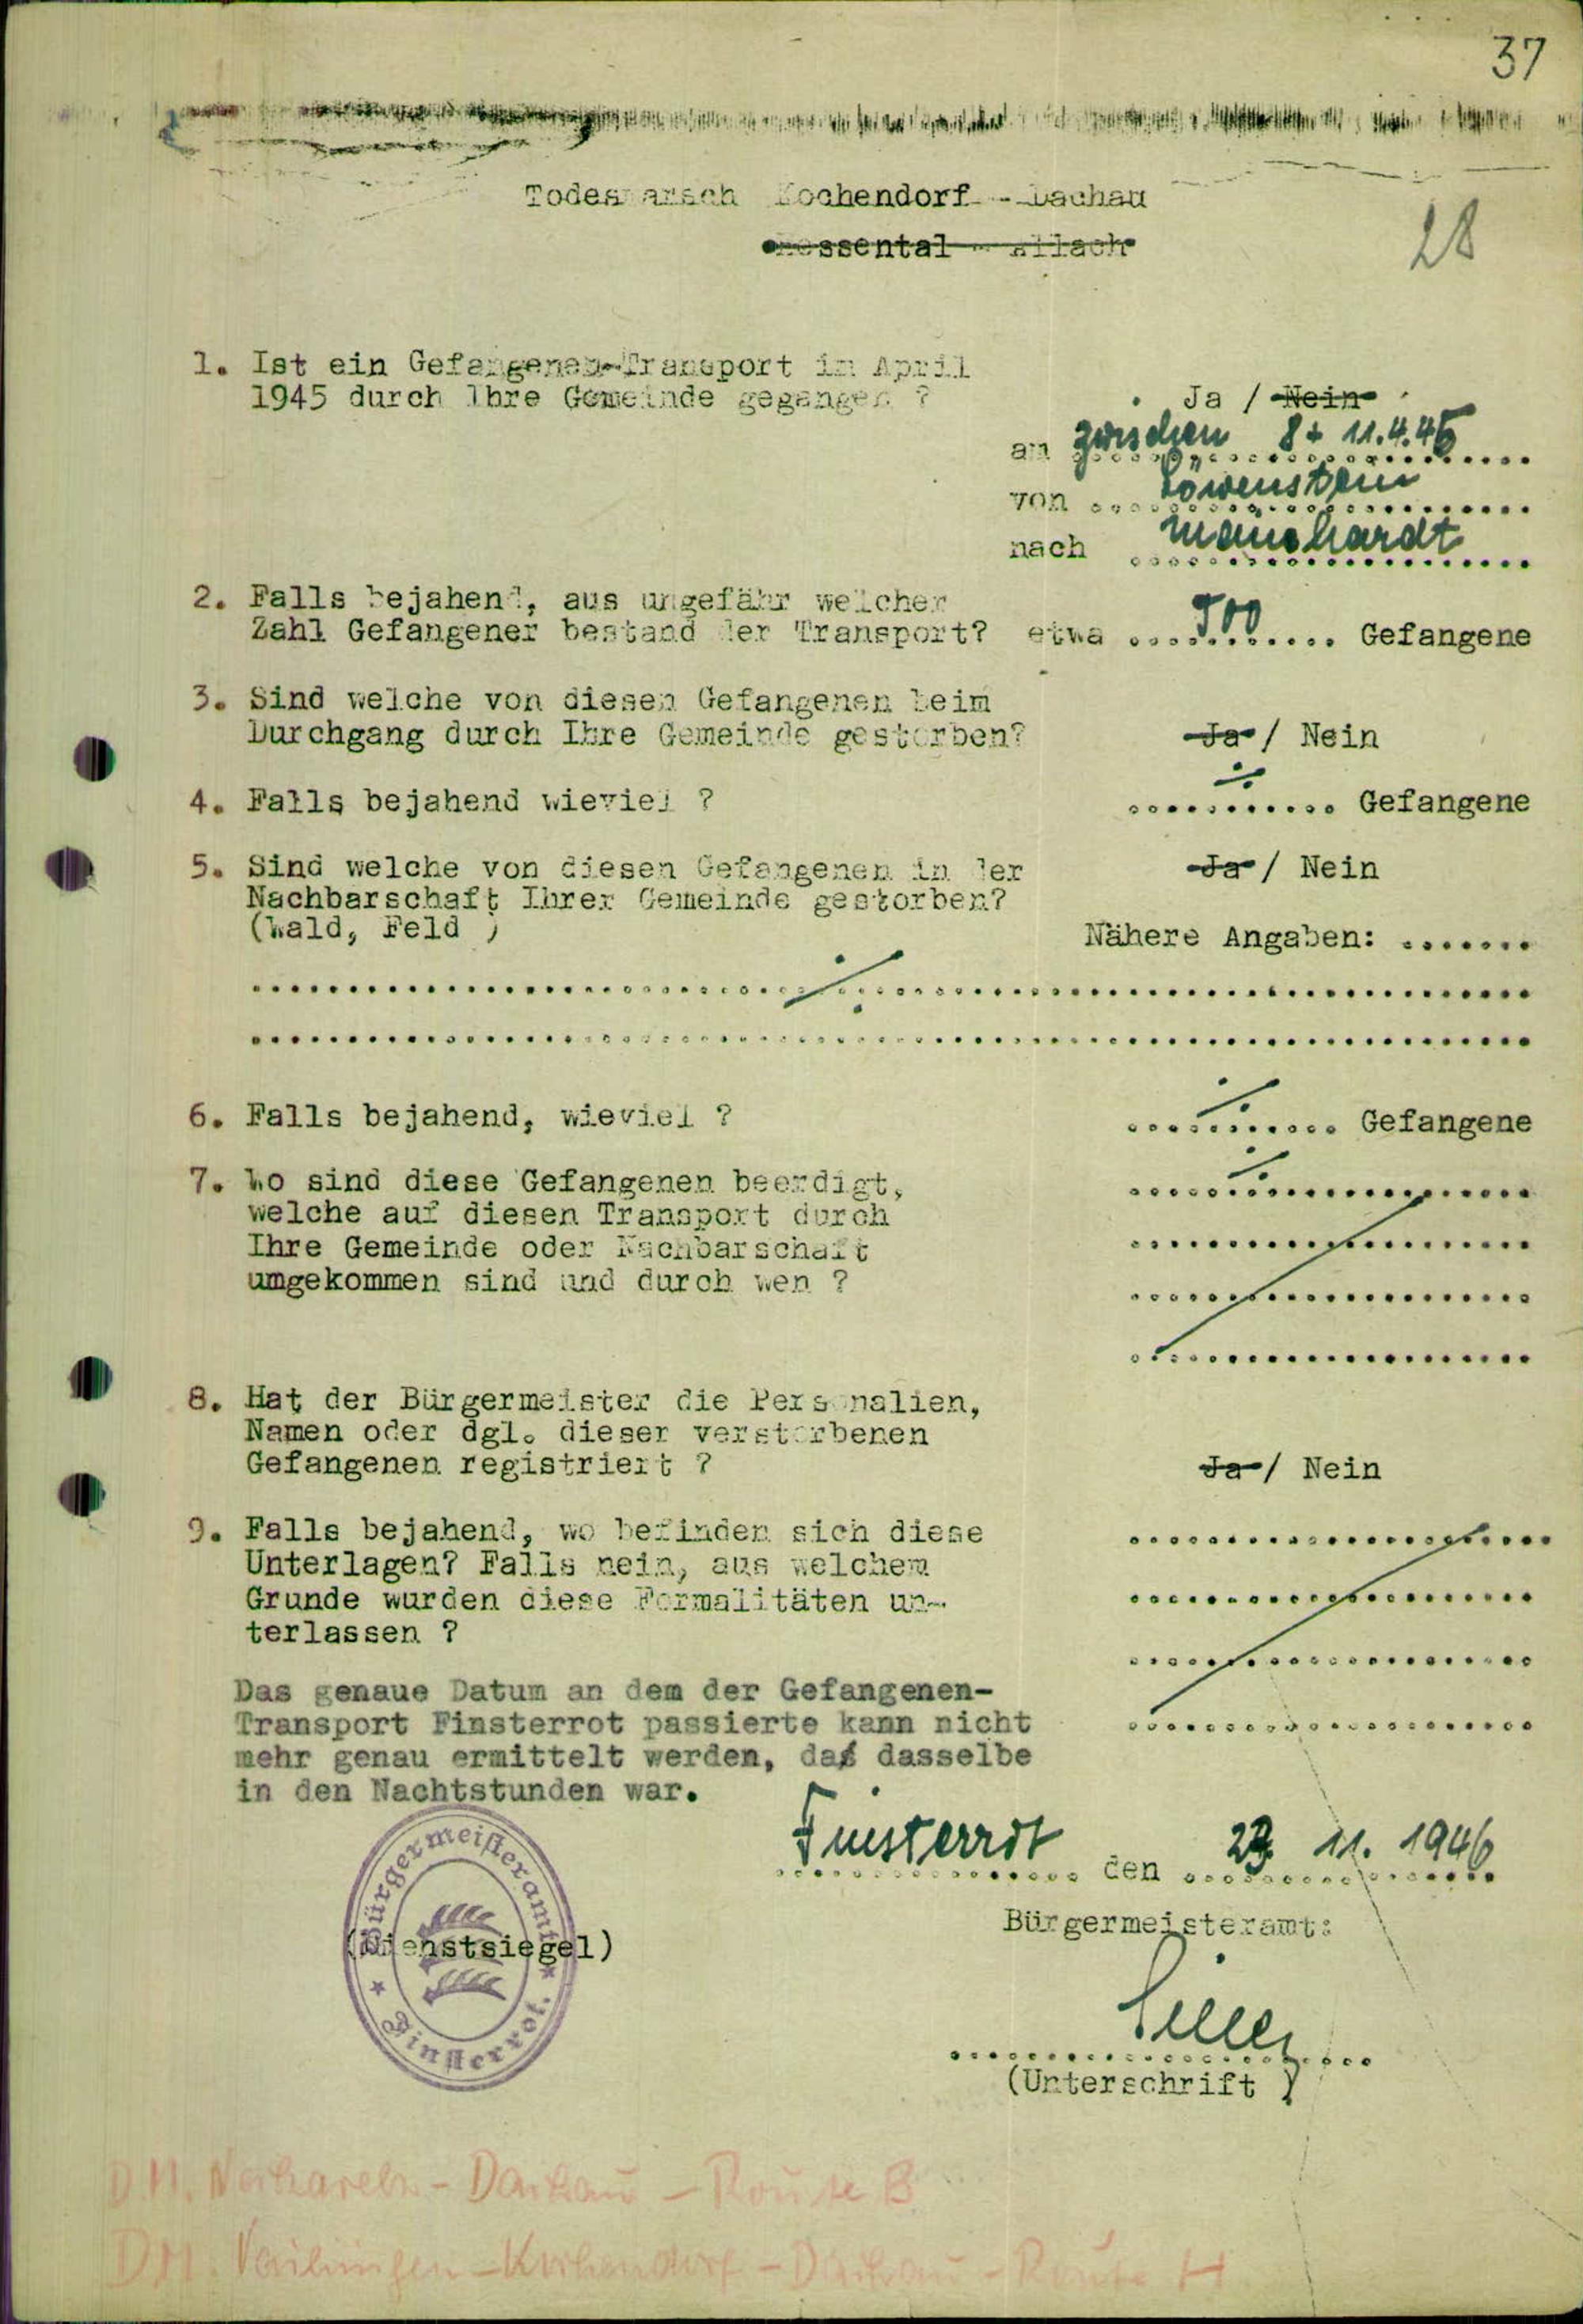 37
Todesmarsch Kochendorf - Dachau
28
1. Ist ein Gefangenen-Transport im April
1945 durch Ihre Gemeinde gegangen ?
Ja / Nein
am zwischen 8 + 11.4.45
von Löwenstein
nach Mainhardt
2. Falls bejahend, aus ungefähr welcher
Zahl Gefangener bestand der Transport? etwa ...500...... Gefangene
3. Sind welche von diesen Gefangenen beim
Durchgang durch Ihre Gemeinde gestorben? Ja / Nein
4. Falls bejahend wieviel ? ........... Gefangene
5. Sind welche von diesen Gefangenen in der Ja / Nein
Nachbarschaft Ihrer Gemeinde gestorben?
(Wald, Feld ) Nähere Angaben: .......
6. Falls bejahend, wieviel ? ........... Gefangene
7. Wo sind diese Gefangenen beerdigt,
welche auf diesen Transport durch
Ihre Gemeinde oder Nachbarschaft
umgekommen sind und durch wen ?
8. Hat der Bürgermeister die Personalien,
Namen oder dgl. dieser verstorbenen
Gefangenen registriert ? Ja / Nein
9. Falls bejahend, wo befinden sich diese
Unterlagen? Falls nein, aus welchem
Grunde wurden diese Formalitäten un-
terlassen ?
Das genaue Datum an dem der Gefangenen-
Transport Finsterrot passierte kann nicht
mehr genau ermittelt werden, da dasselbe
in den Nachtstunden war.
Finsterrot den 23. 11. 1946
Bürgermeisteramt:
Bürgermeisteramt
(Dienstsiegel)
Finsterrot.
(Unterschrift )
D.M. Neckarelz - Dachau - Route B
D.M. Vaihingen - Kochendorf - Dachau - Route H